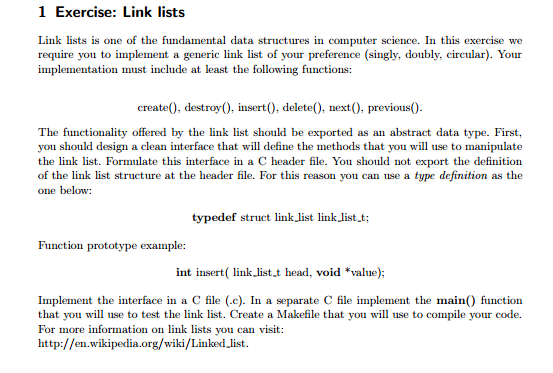 1 Exercise: Link lists
Link lists is one of the fundamental data structures in computer science. In this exercise we
require you to implement a generic link list of your preference (singly, doubly, circular). Your
implementation must include at least the following functions:
create(), destroy(), insert(), delete(), next(), previous().
The functionality offered by the link list should be exported as an abstract data type. First,
you should design a clean interface that will define the methods that you will use to manipulate
the link list. Formulate this interface in a C header file. You should not export the definition
of the link list structure at the header file. For this reason you can use a type definition as the
one below:
typedef struct link_list link_list_t;
Function prototype example:
int insert( link_list_t head, void *value);
Implement the interface in a C file (.c). In a separate C file implement the main() function
that you will use to test the link list. Create a Makefile that you will use to compile your code.
For more information on link lists you can visit:
http://en.wikipedia.org/wiki/Linked_list.